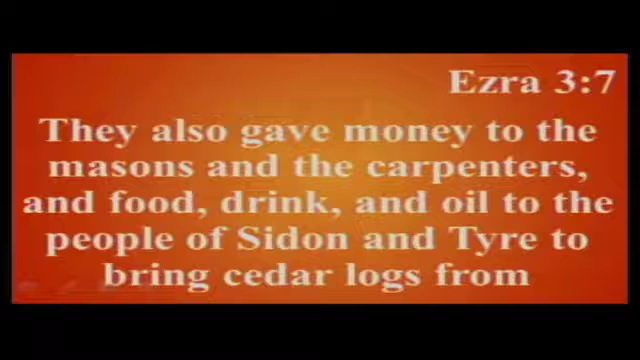 Ezra 3:7
They also gave money to the
masons and the carpenters,
and food, drink, and oil to the
people of Sidon and Tyre to
bring cedar logs from